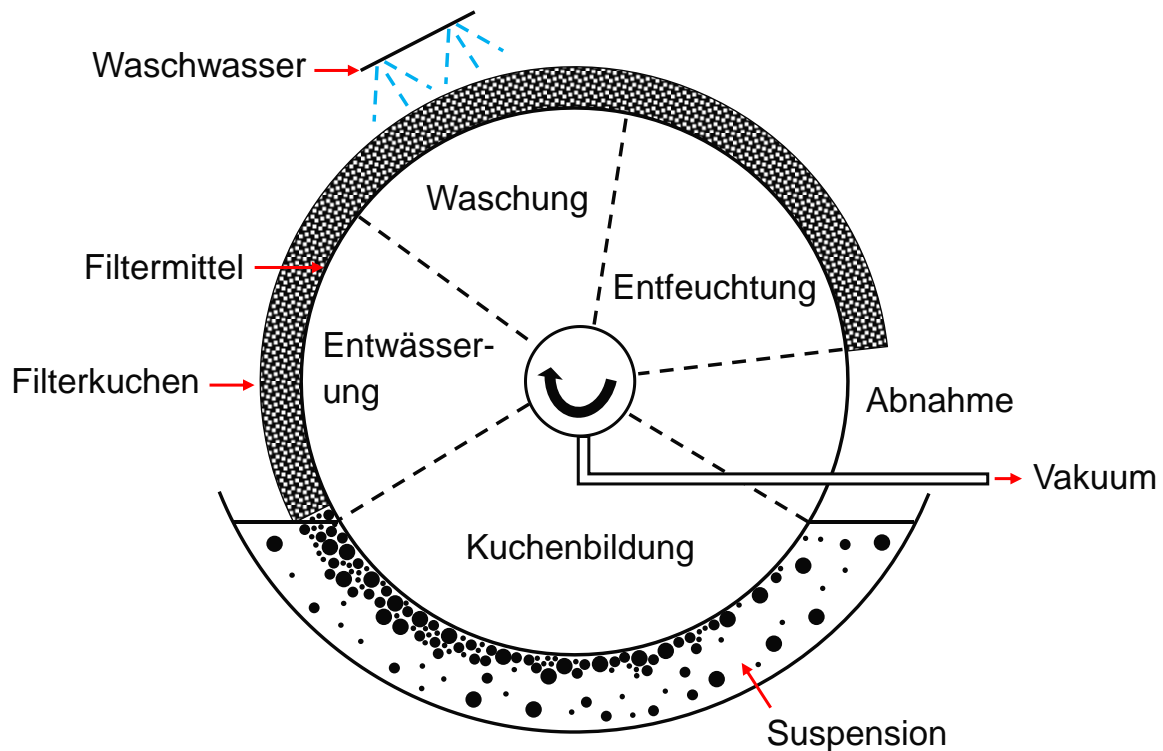 Waschwasser
Waschung
Filtermittel
Entfeuchtung
Entwässer-
ung
Filterkuchen
Abnahme
Vakuum
Kuchenbildung
Suspension